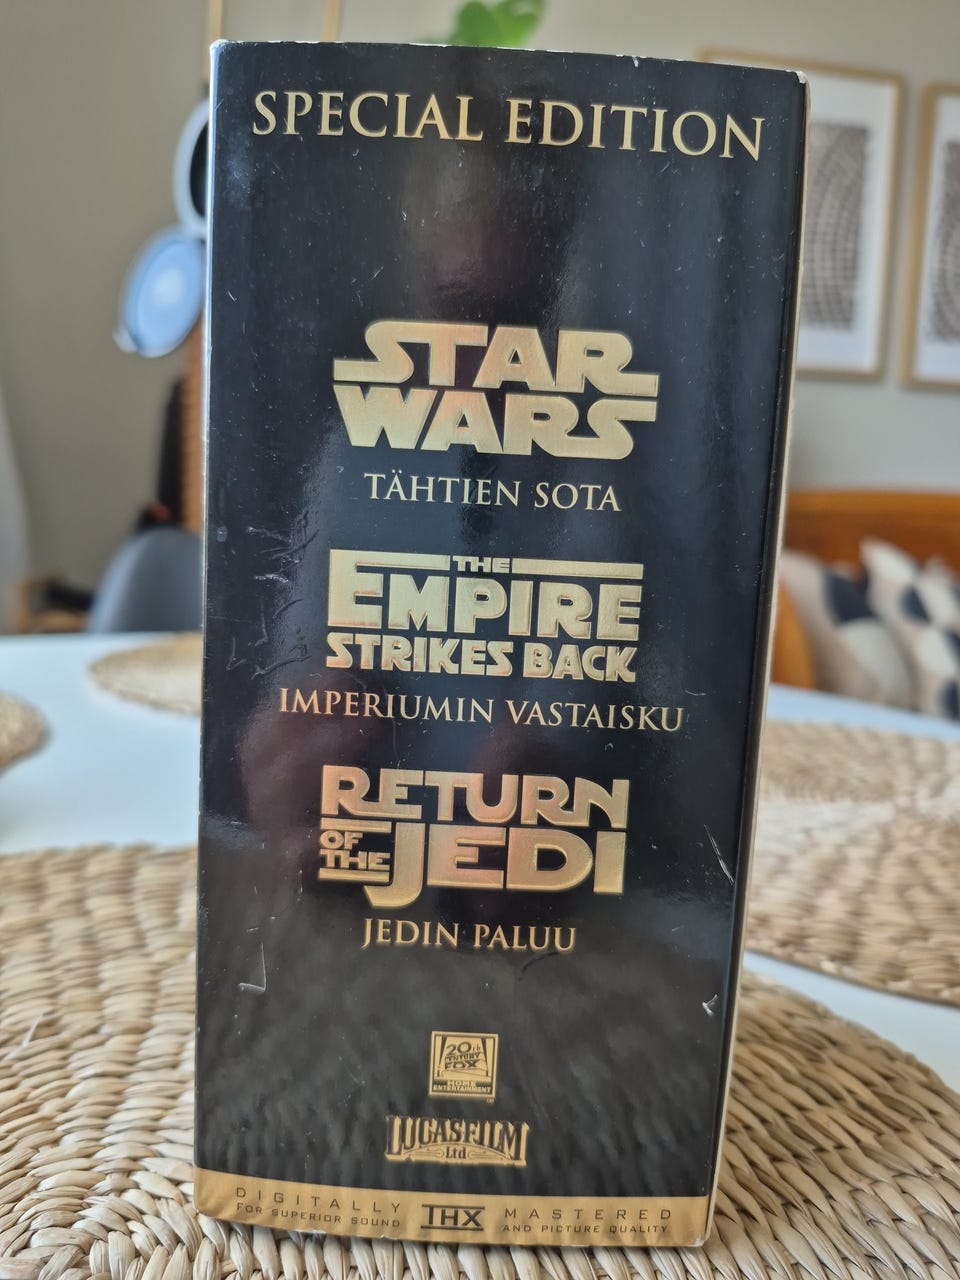 SPECIAL EDITION
STAR
WARS
TÄHTIEN SOTA
THE
EMPIRE
STRIKES BACK
IMPERIUMIN VASTAISKU
RETURN
OF THE JEDI
JEDIN PALUU
20th
CENTURY
FOX
HOME
ENTERTAINMENT
LUCASFILM
Ltd
DIGITALLY THX MASTERED
FOR SUPERIOR SOUND AND PICTURE QUALITY